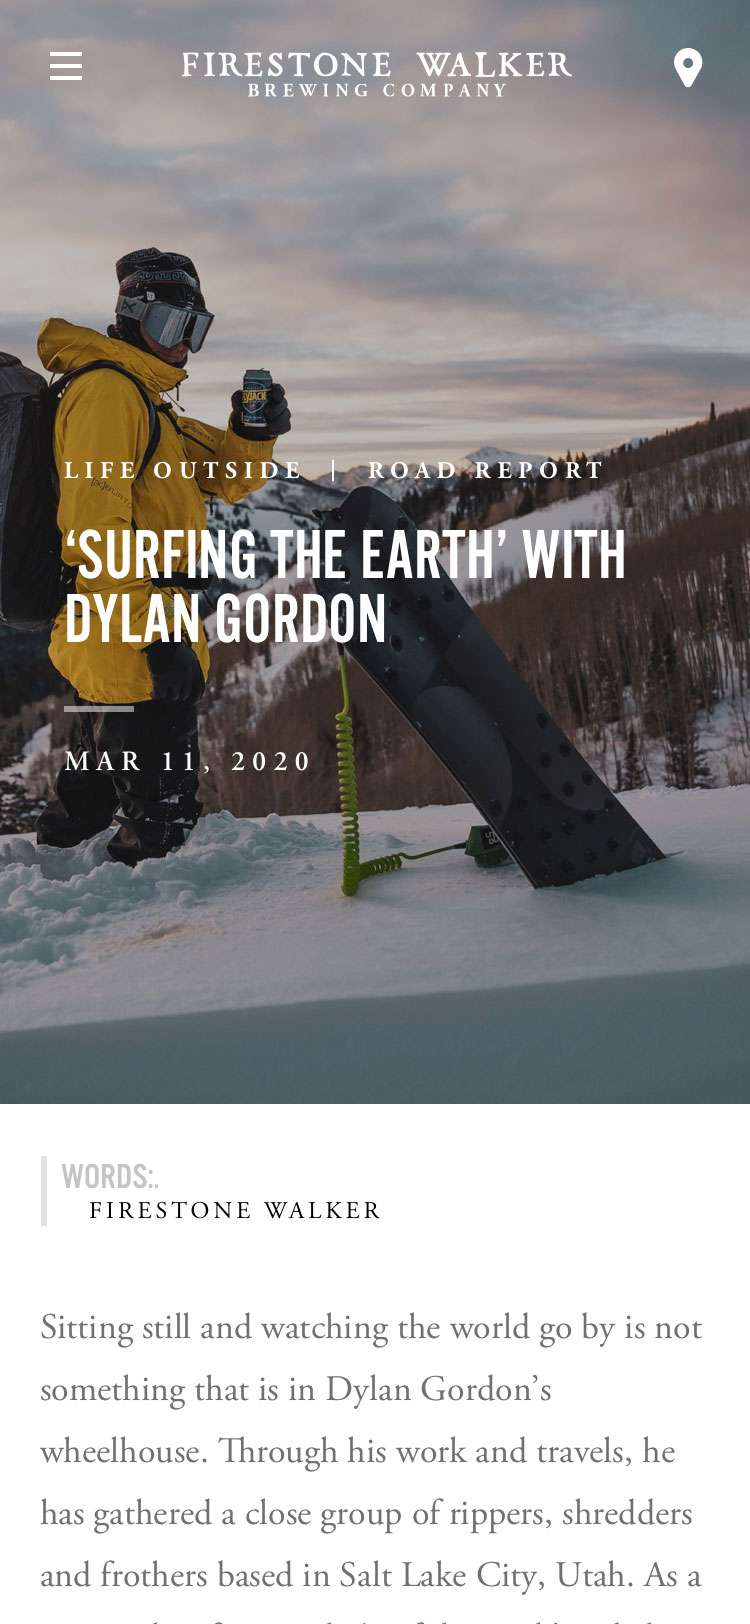 FIRESTONE WALKER
BREWING COMPANY
LIFE OUTSIDE | ROAD REPORT
‘SURFING THE EARTH’ WITH
DYLAN GORDON
MAR 11, 2020
WORDS:.
FIRESTONE WALKER
Sitting still and watching the world go by is not
something that is in Dylan Gordon’s
wheelhouse. Through his work and travels, he
has gathered a close group of rippers, shredders
and frothers based in Salt Lake City, Utah. As a